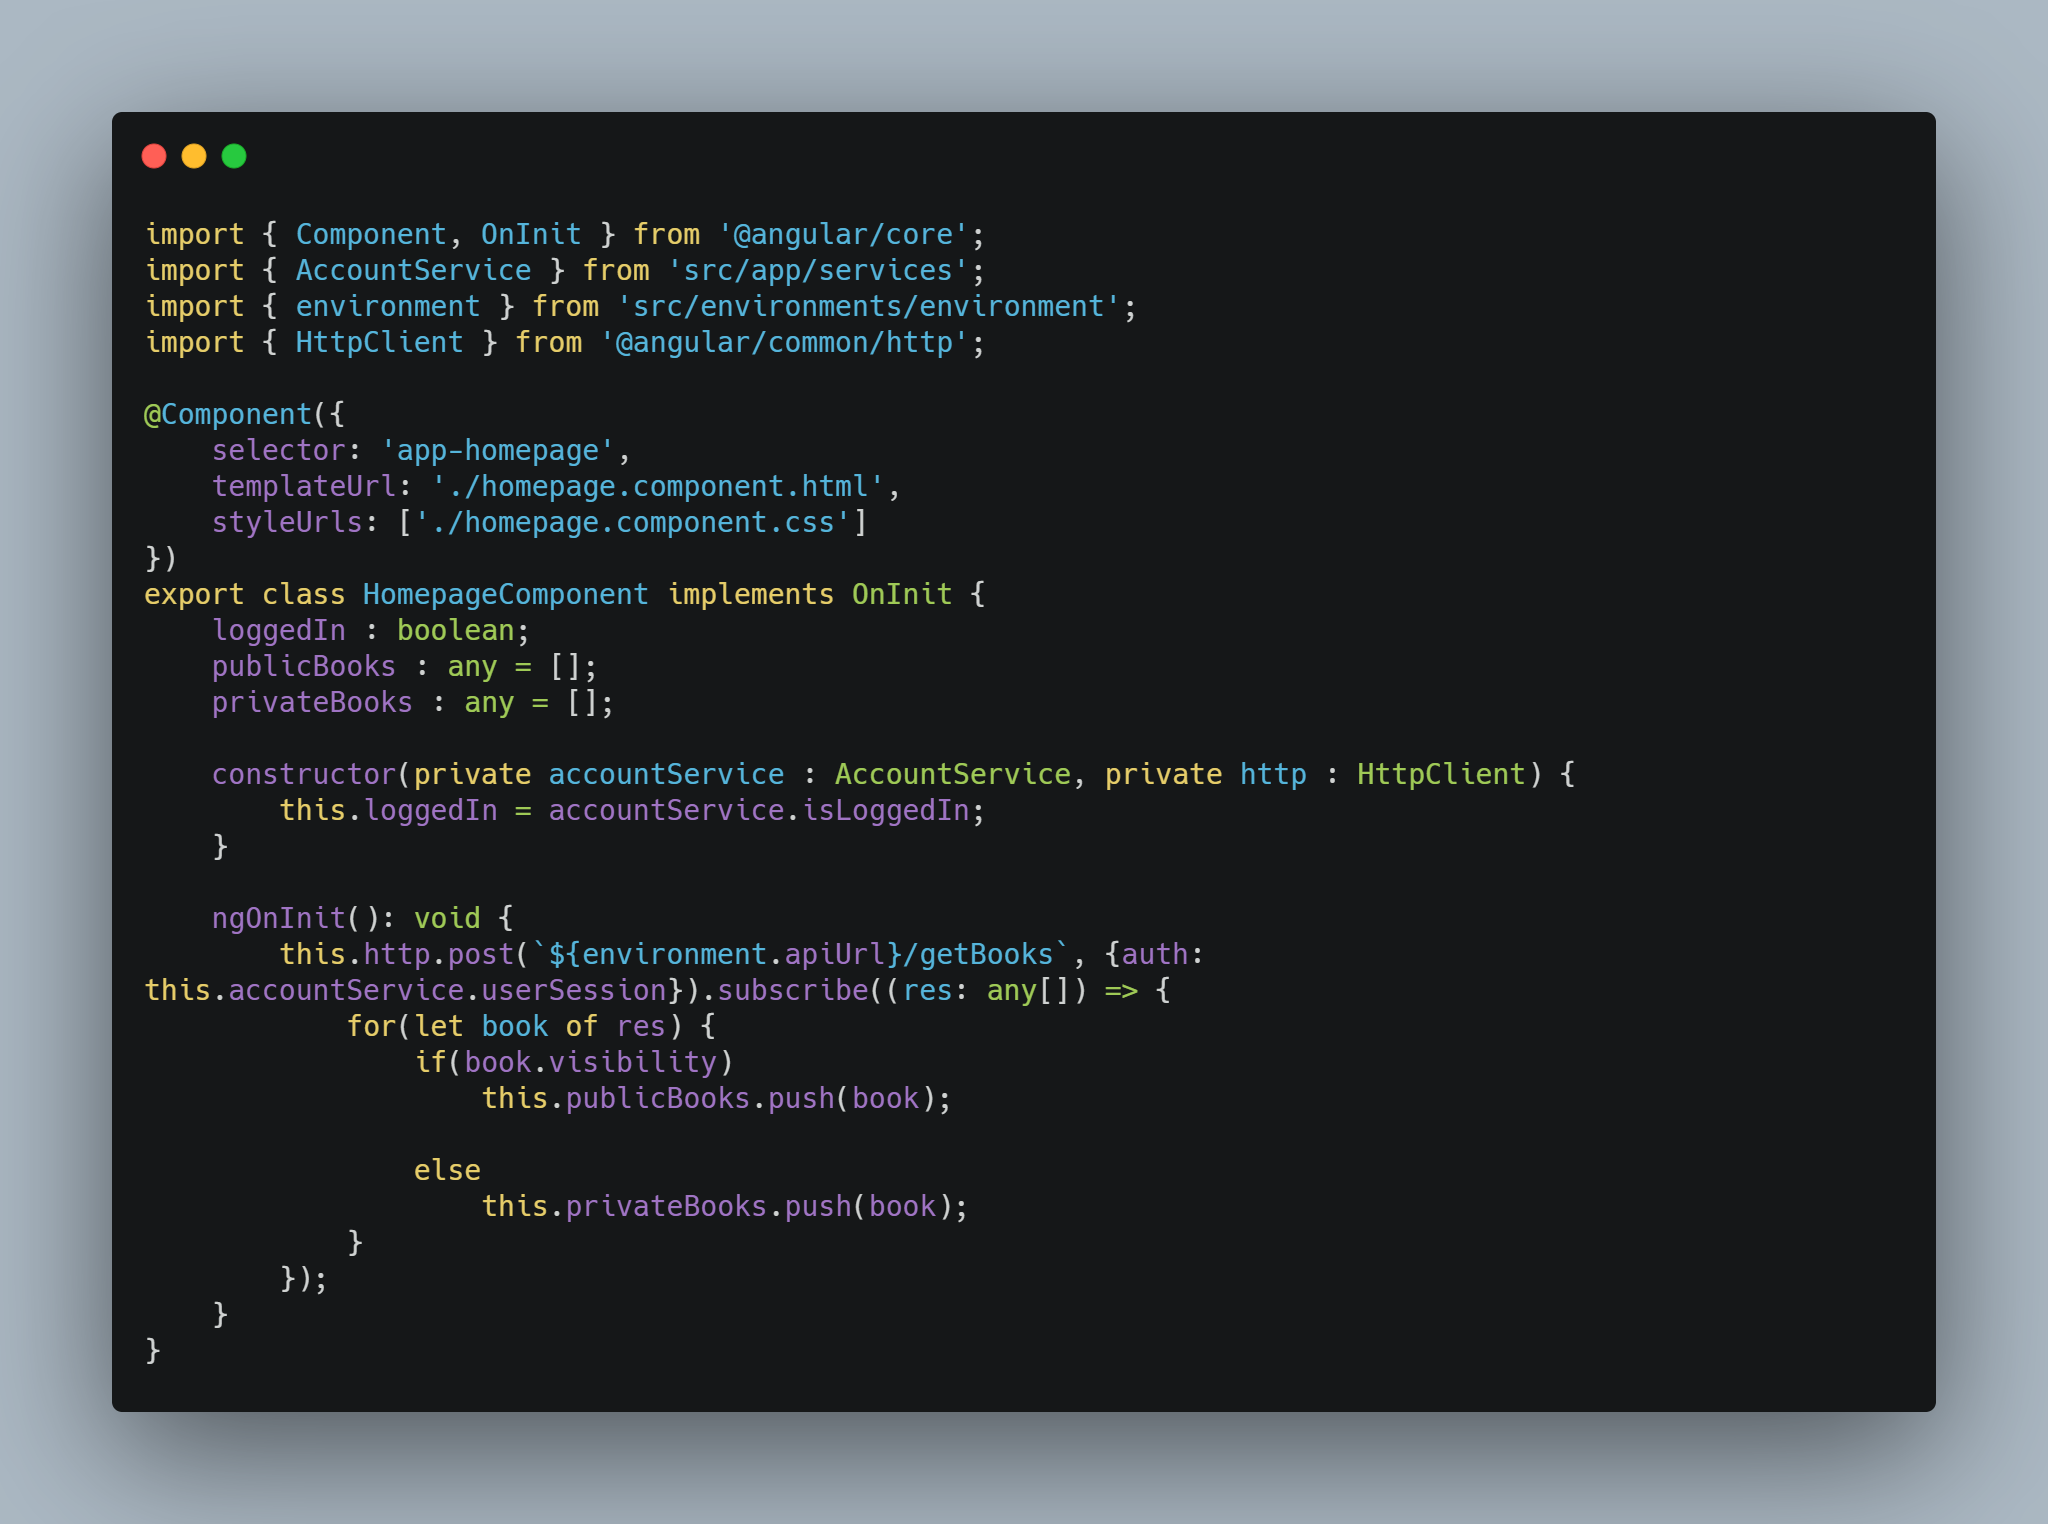 import { Component, OnInit } from '@angular/core';
import { AccountService } from 'src/app/services';
import { environment } from 'src/environments/environment';
import { HttpClient } from '@angular/common/http';

@Component({
    selector: 'app-homepage',
    templateUrl: './homepage.component.html',
    styleUrls: ['./homepage.component.css']
})
export class HomepageComponent implements OnInit {
    loggedIn : boolean;
    publicBooks : any = [];
    privateBooks : any = [];

    constructor(private accountService : AccountService, private http : HttpClient) {
        this.loggedIn = accountService.isLoggedIn;
    }

    ngOnInit(): void {
        this.http.post(`${environment.apiUrl}/getBooks`, {auth:
this.accountService.userSession}).subscribe((res: any[]) => {
            for(let book of res) {
                if(book.visibility)
                    this.publicBooks.push(book);

                else
                    this.privateBooks.push(book);
            }
        });
    }
}